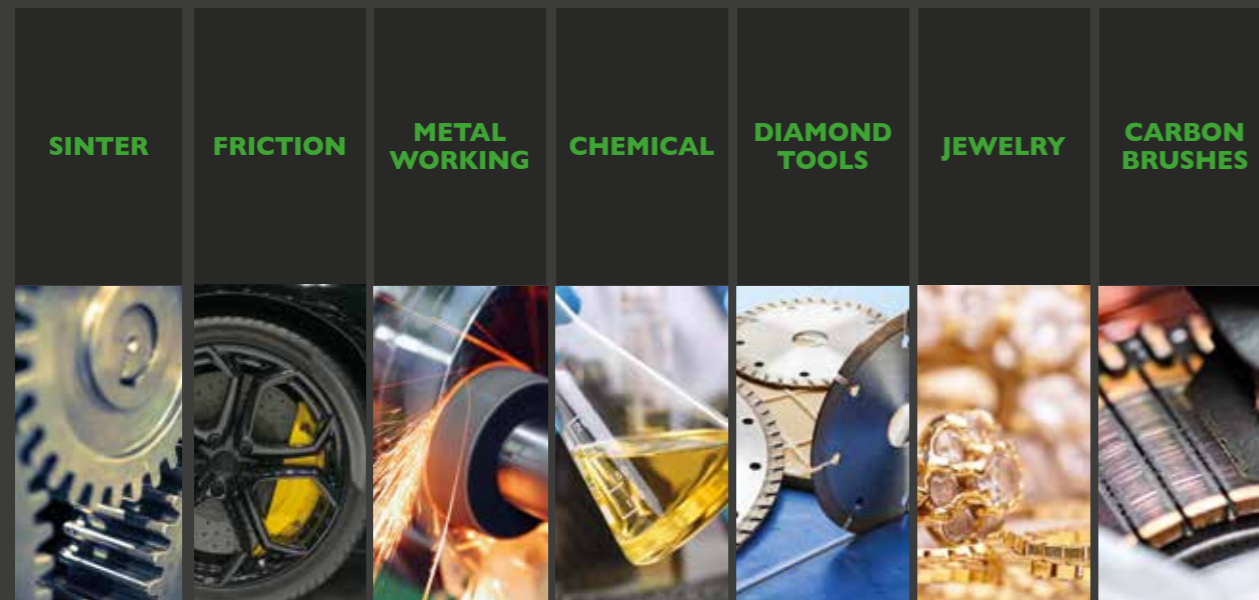 SINTER
FRICTION
METAL
WORKING
CHEMICAL
DIAMOND
TOOLS
JEWELRY
CARBON
BRUSHES